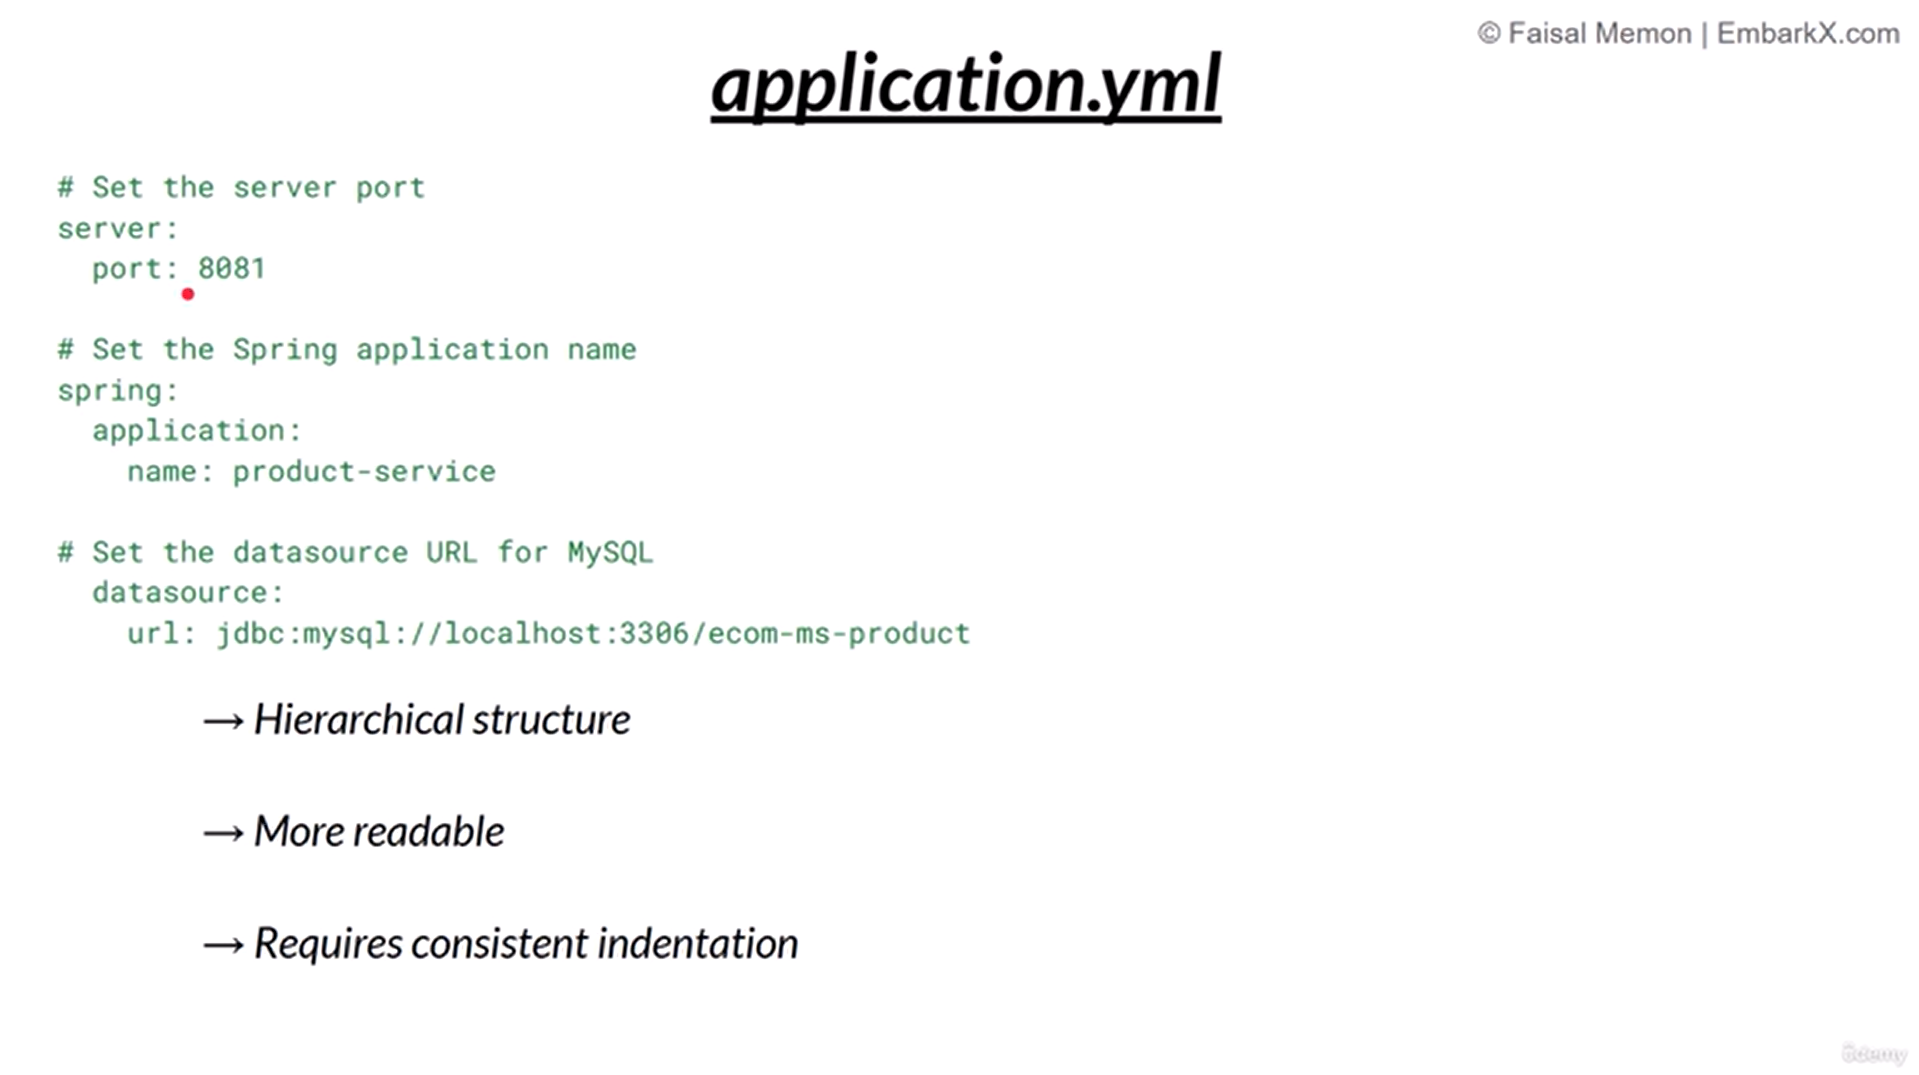 © Faisal Memon | EmbarkX.com
application.yml
# Set the server port
server:
  port: 8081
# Set the Spring application name
spring:
  application:
    name: product-service
# Set the datasource URL for MySQL
  datasource:
    url: jdbc:mysql://localhost:3306/ecom-ms-product
→ Hierarchical structure
→ More readable
→ Requires consistent indentation
ûdemy